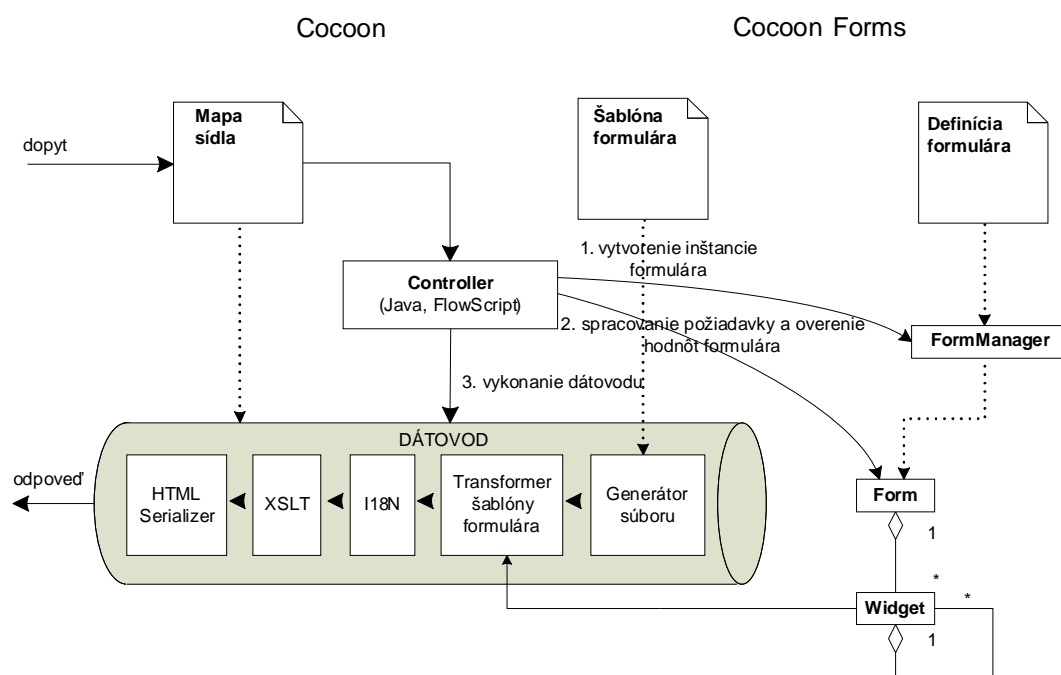 Cocoon
Cocoon Forms
Mapa
sídla
Šablóna
formulára
Definícia
formulára
dopyt
1. vytvorenie inštancie
formulára
Controller
(Java, FlowScript)
2. spracovanie požiadavky a overenie
hodnôt formulára
FormManager
3. vykonanie dátovodu
DÁTOVOD
odpoveď
HTML
Serializer
XSLT
I18N
Transformer
šablóny
formulára
Generátor
súboru
Form
1
*
*
Widget
1